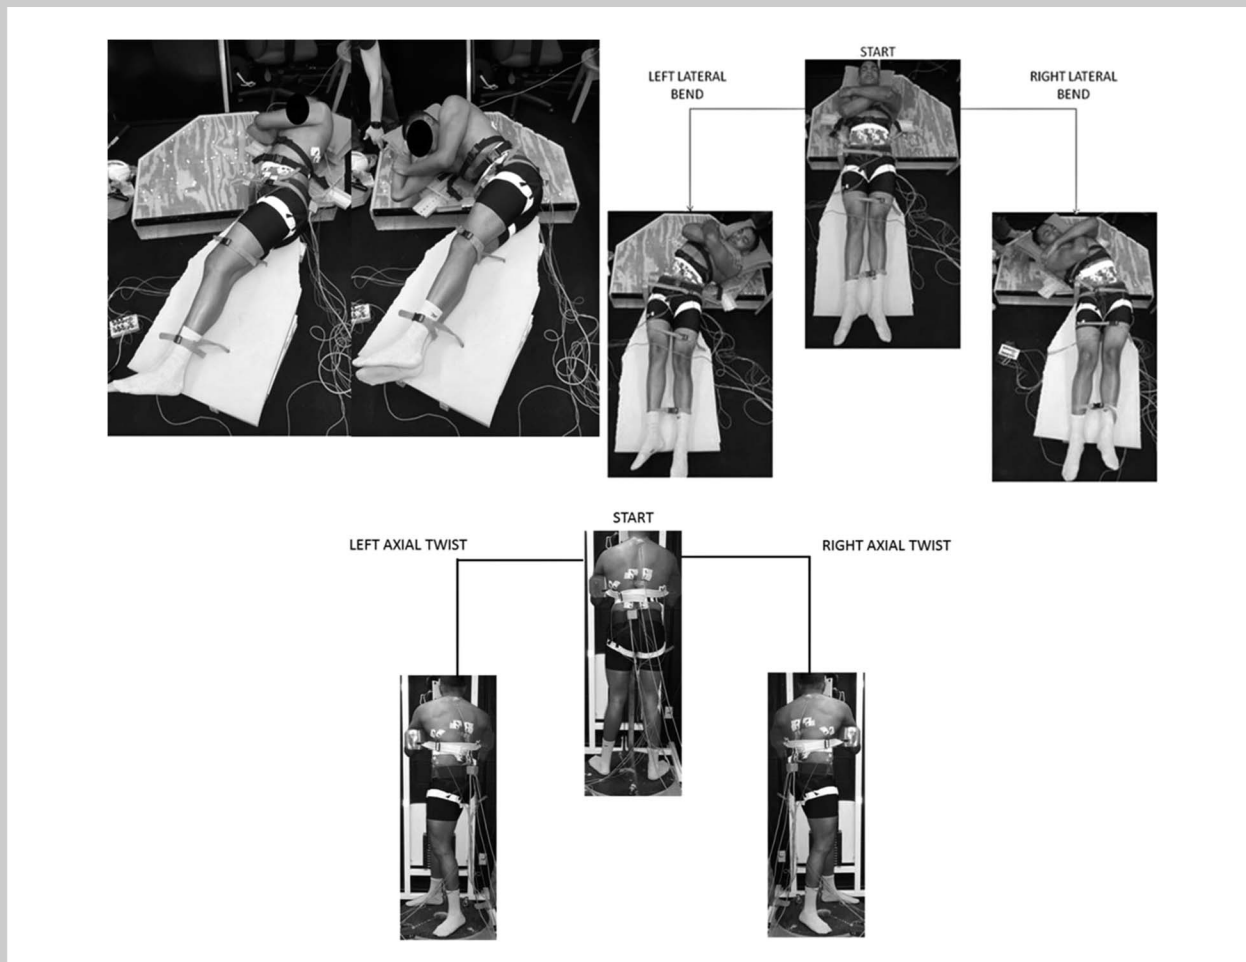 START
LEFT LATERAL
BEND
RIGHT LATERAL
BEND
START
LEFT AXIAL TWIST
RIGHT AXIAL TWIST